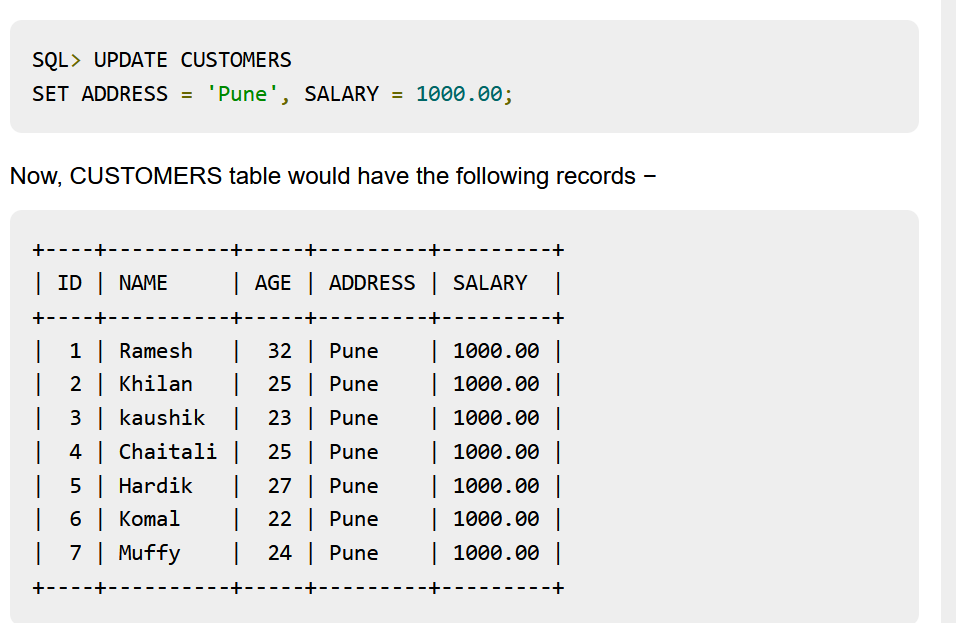 SQL> UPDATE CUSTOMERS
SET ADDRESS = 'Pune', SALARY = 1000.00;
Now, CUSTOMERS table would have the following records −
+----+----------+-----+---------+---------+
| ID | NAME     | AGE | ADDRESS | SALARY  |
+----+----------+-----+---------+---------+
|  1 | Ramesh   |  32 | Pune    | 1000.00 |
|  2 | Khilan   |  25 | Pune    | 1000.00 |
|  3 | kaushik  |  23 | Pune    | 1000.00 |
|  4 | Chaitali |  25 | Pune    | 1000.00 |
|  5 | Hardik   |  27 | Pune    | 1000.00 |
|  6 | Komal    |  22 | Pune    | 1000.00 |
|  7 | Muffy    |  24 | Pune    | 1000.00 |
+----+----------+-----+---------+---------+